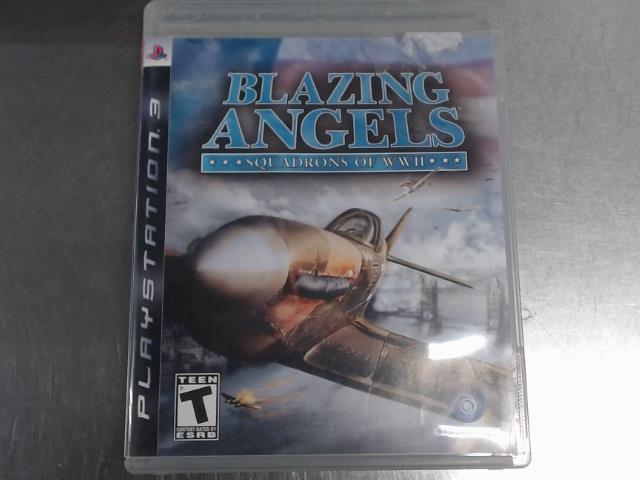 PLAYSTATION 3
BLAZING
ANGELS
SQUADRONS OF WWII
TEEN
T
CONTENT RATED BY
ESRB